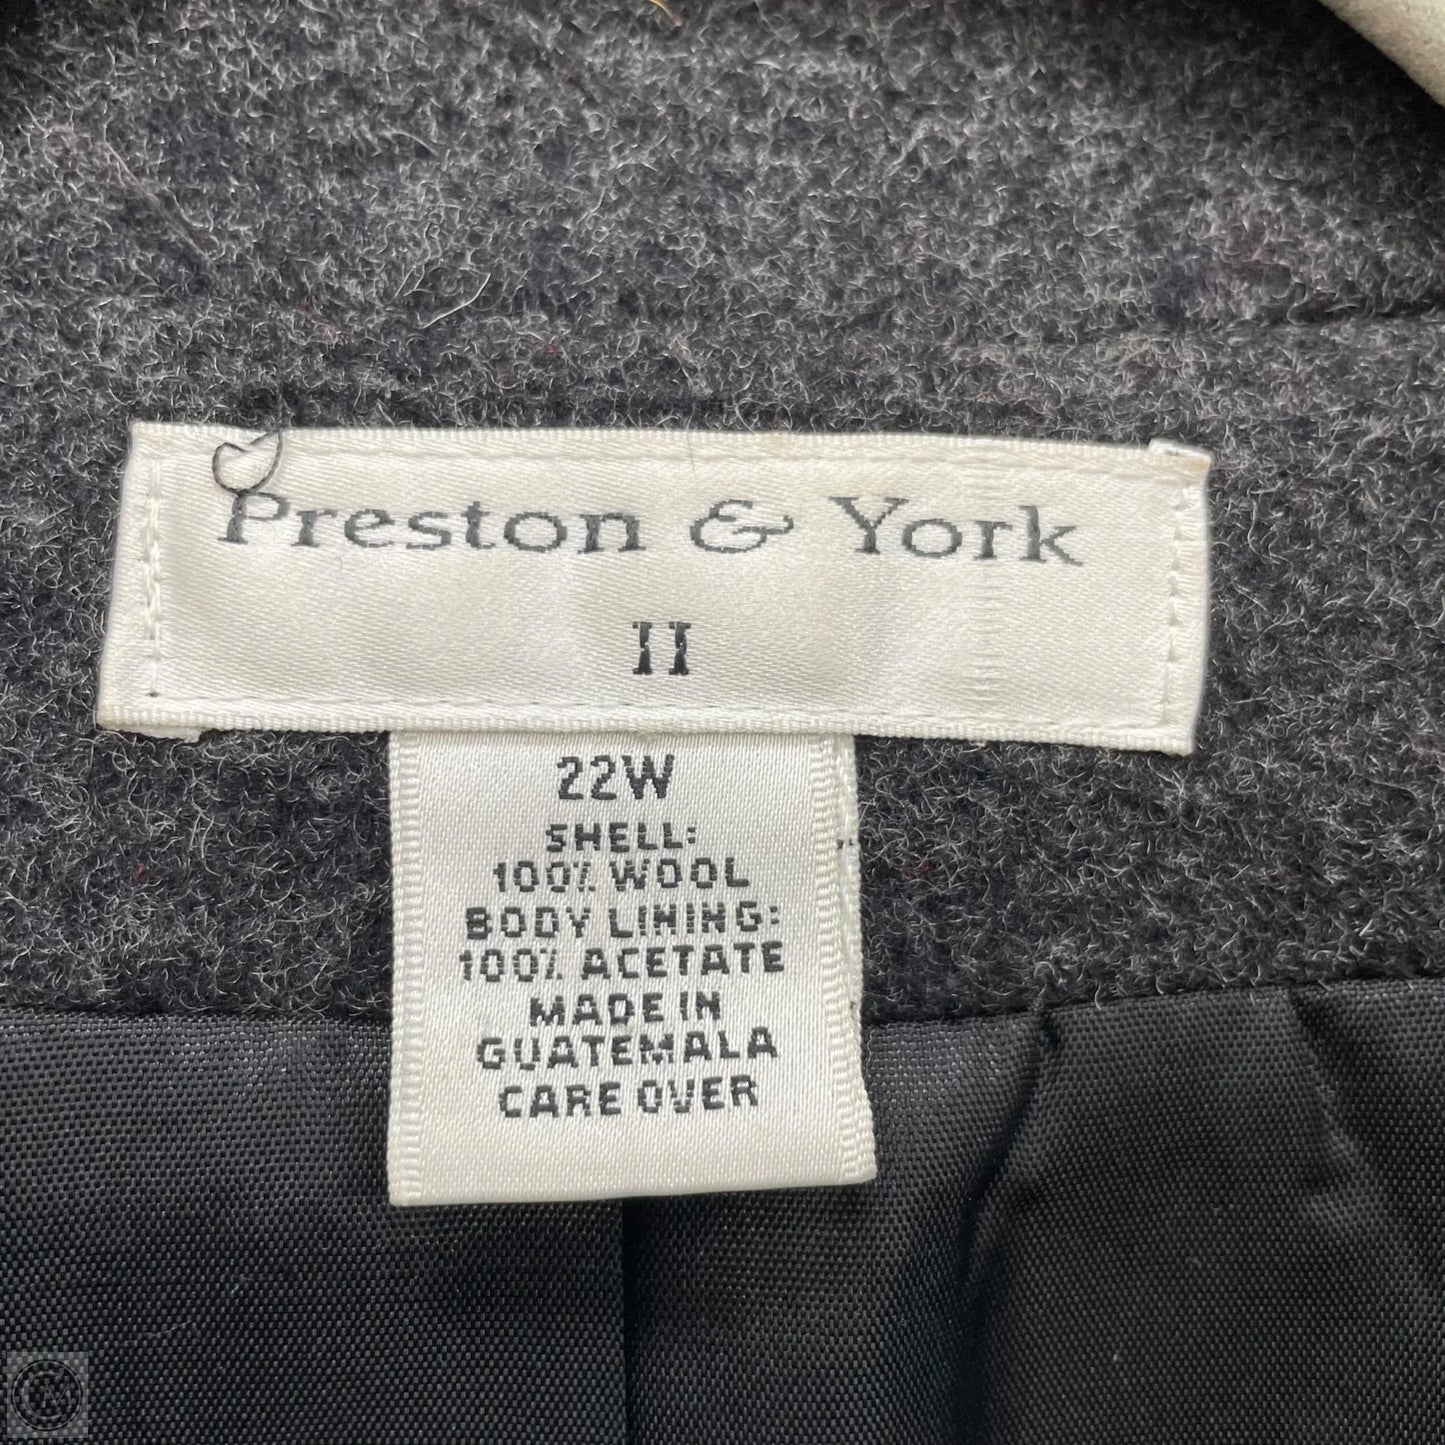 Preston & York
II
22W
SHELL:
100% WOOL
BODY LINING:
100% ACETATE
MADE IN
GUATEMALA
CARE OVER